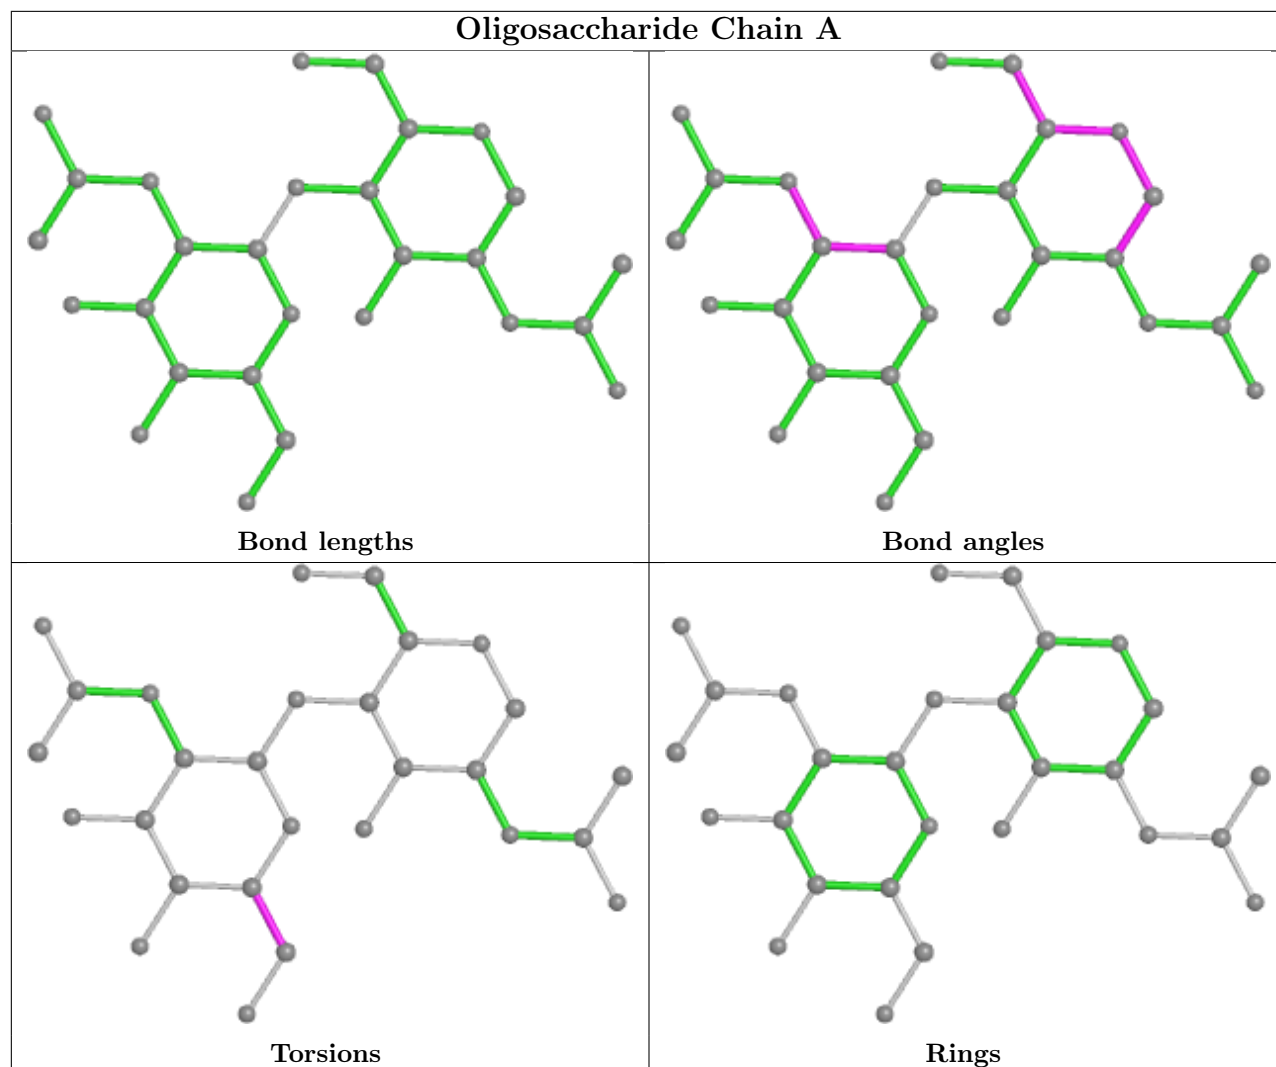 Oligosaccharide Chain A
Bond lengths
Bond angles
Torsions
Rings